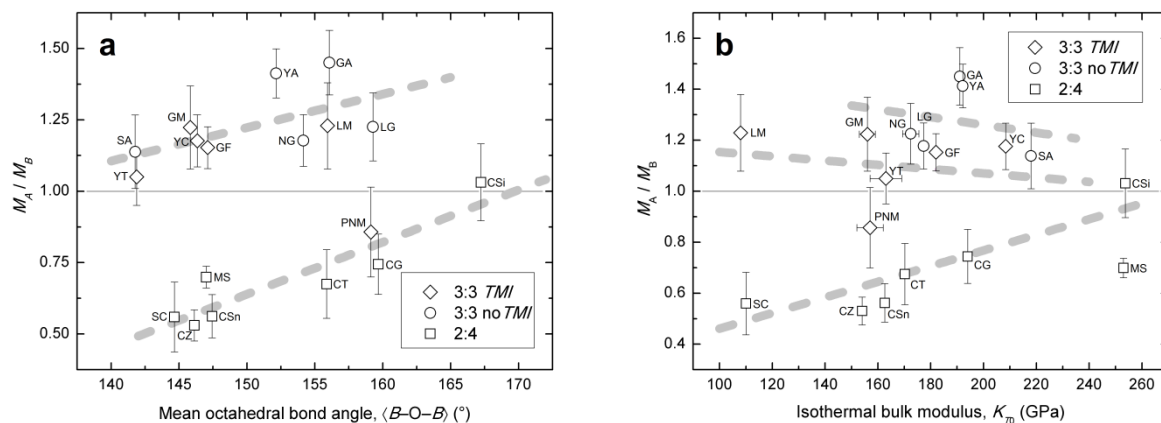 a
1.50
1.25
1.00
0.75
0.50
M_A / M_B
SA
YT
GM
YC
GF
YA
GA
NG
LM
LG
CSi
PNM
MS
SC
CZ
CSn
CT
CG
3:3 TMI
3:3 no TMI
2:4
140 145 150 155 160 165 170
Mean octahedral bond angle, ⟨B–O–B⟩ (°)
b
1.6
1.4
1.2
1.0
0.8
0.6
0.4
M_A / M_B
3:3 TMI
3:3 no TMI
2:4
GA
YA
LM
GM
NG
LG
YC
GF
SA
YT
CSi
PNM
CG
MS
CT
SC
CZ
CSn
100 120 140 160 180 200 220 240 260
Isothermal bulk modulus, K_T0 (GPa)